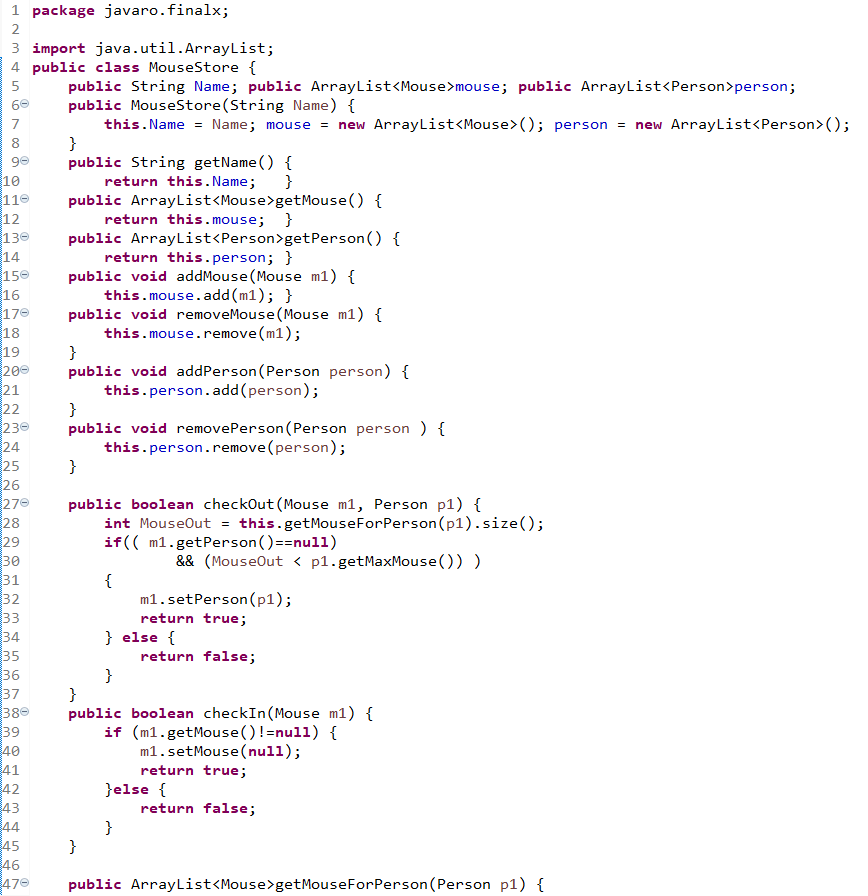 1 package javaro.finalx;
2
3 import java.util.ArrayList;
4 public class MouseStore {
5     public String Name; public ArrayList<Mouse>mouse; public ArrayList<Person>person;
6     public MouseStore(String Name) {
7         this.Name = Name; mouse = new ArrayList<Mouse>(); person = new ArrayList<Person>();
8     }
9     public String getName() {
10         return this.Name;   }
11     public ArrayList<Mouse>getMouse() {
12         return this.mouse;  }
13     public ArrayList<Person>getPerson() {
14         return this.person; }
15     public void addMouse(Mouse m1) {
16         this.mouse.add(m1); }
17     public void removeMouse(Mouse m1) {
18         this.mouse.remove(m1);
19     }
20     public void addPerson(Person person) {
21         this.person.add(person);
22     }
23     public void removePerson(Person person ) {
24         this.person.remove(person);
25     }
26
27     public boolean checkOut(Mouse m1, Person p1) {
28         int MouseOut = this.getMouseForPerson(p1).size();
29         if(( m1.getPerson()==null)
30                 && (MouseOut < p1.getMaxMouse()) )
31         {
32             m1.setPerson(p1);
33             return true;
34         } else {
35             return false;
36         }
37     }
38     public boolean checkIn(Mouse m1) {
39         if (m1.getMouse()!=null) {
40             m1.setMouse(null);
41             return true;
42         }else {
43             return false;
44         }
45     }
46
47     public ArrayList<Mouse>getMouseForPerson(Person p1) {